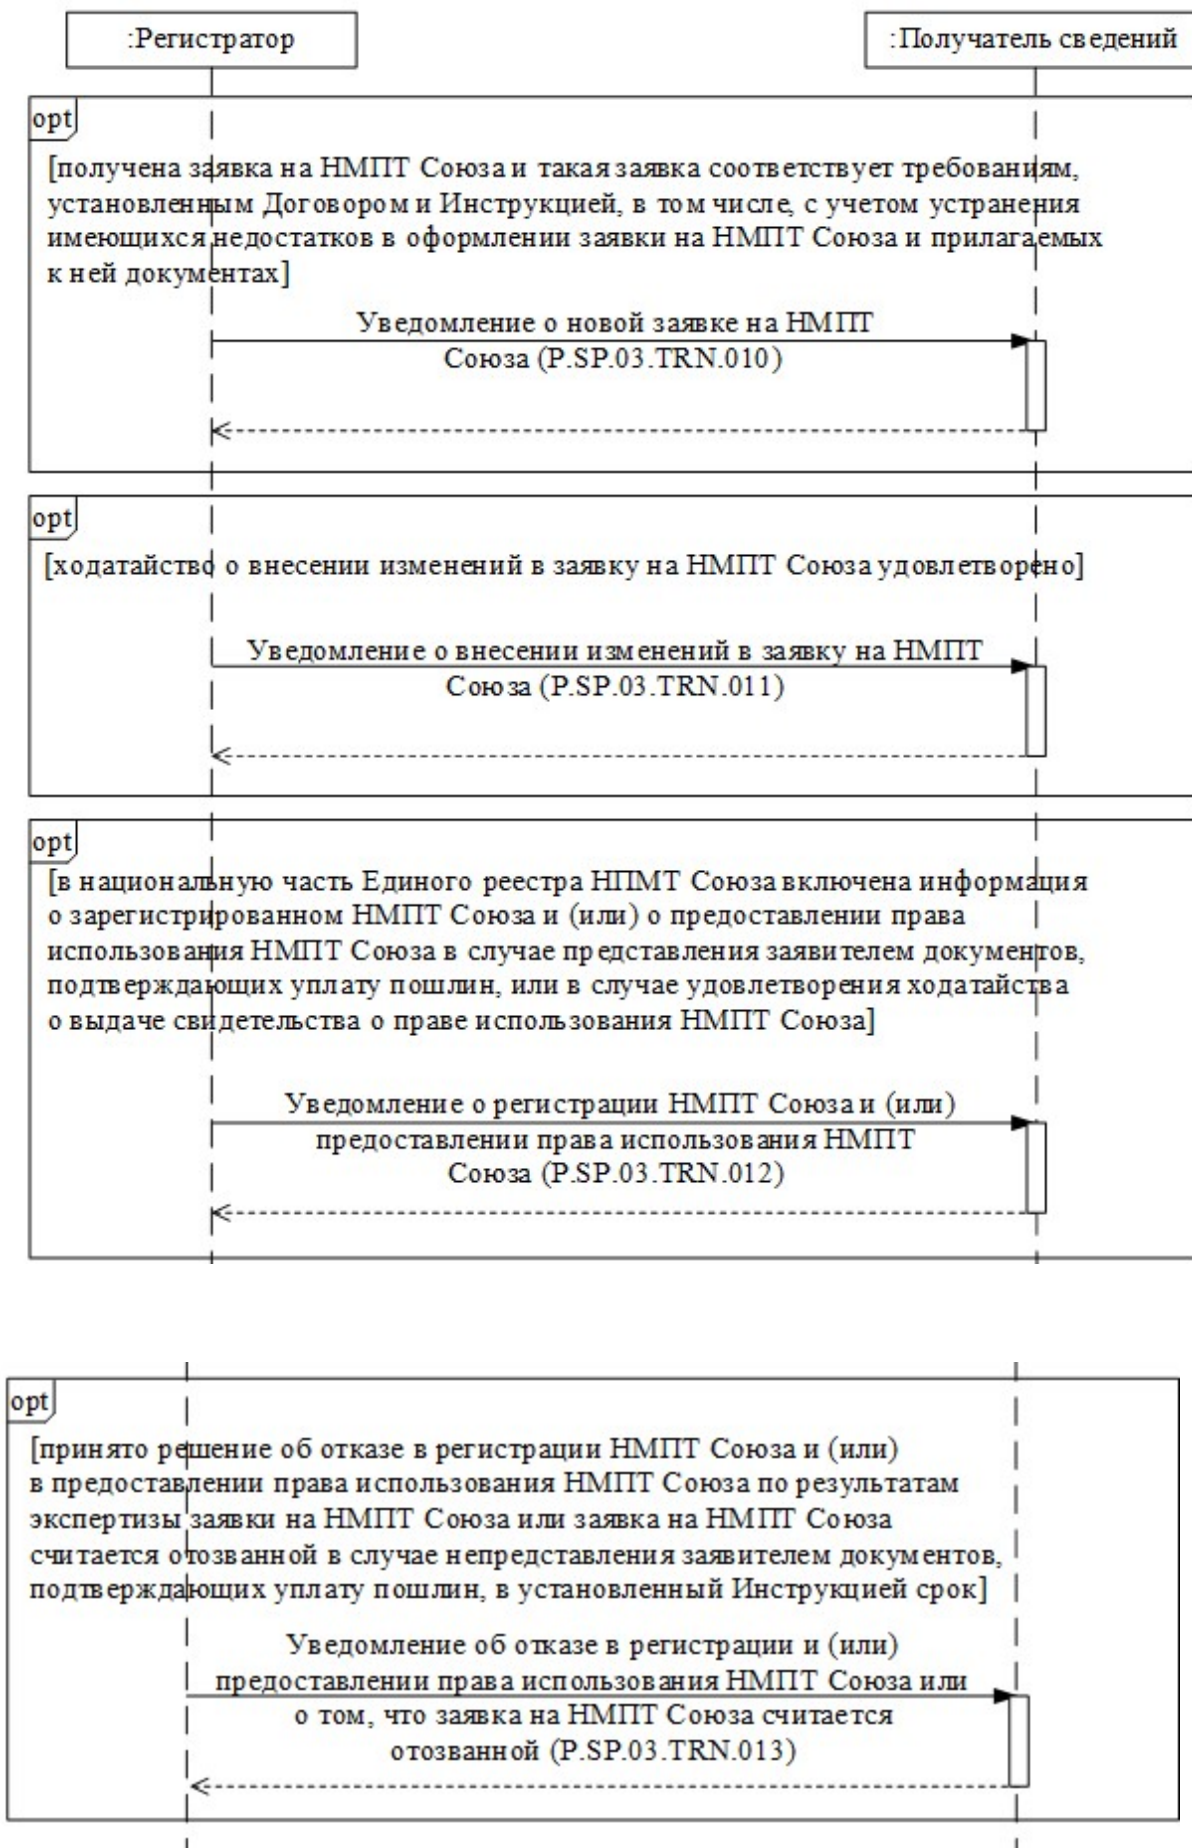 :Регистратор
:Получатель сведений
opt
[получена заявка на НМПТ Союза и такая заявка соответствует требованиям,
установленным Договором и Инструкцией, в том числе, с учетом устранения
имеющихся недостатков в оформлении заявки на НМПТ Союза и прилагаемых
к ней документах]
Уведомление о новой заявке на НМПТ
Союза (P.SP.03.TRN.010)
opt
[ходатайство о внесении изменений в заявку на НМПТ Союза удовлетворено]
Уведомление о внесении изменений в заявку на НМПТ
Союза (P.SP.03.TRN.011)
opt
[в национальную часть Единого реестра НПМТ Союза включена информация
о зарегистрированном НМПТ Союза и (или) о предоставлении права
использования НМПТ Союза в случае представления заявителем документов,
подтверждающих уплату пошлин, или в случае удовлетворения ходатайства
о выдаче свидетельства о праве использования НМПТ Союза]
Уведомление о регистрации НМПТ Союза и (или)
предоставлении права использования НМПТ
Союза (P.SP.03.TRN.012)
opt
[принято решение об отказе в регистрации НМПТ Союза и (или)
в предоставлении права использования НМПТ Союза по результатам
экспертизы заявки на НМПТ Союза или заявка на НМПТ Союза
считается отозванной в случае непредставления заявителем документов,
подтверждающих уплату пошлин, в установленный Инструкцией срок]
Уведомление об отказе в регистрации и (или)
предоставлении права использования НМПТ Союза или
о том, что заявка на НМПТ Союза считается
отозванной (P.SP.03.TRN.013)